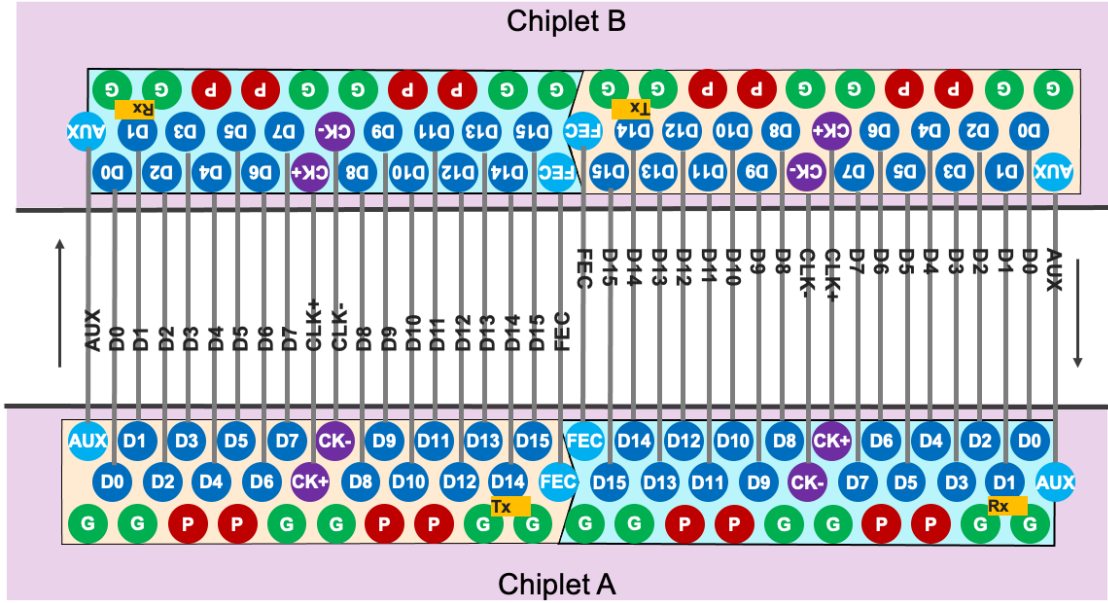 Chiplet B
G G P P G G P P G G G G P P G G P P G G
Rx Tx
AUX D1 D3 D5 D7 CK- D9 D11 D13 D15 FEC D14 D12 D10 D8 CK+ D6 D4 D2 D0
D0 D2 D4 D6 CK+ D8 D10 D12 D14 FEC D15 D13 D11 D9 CK- D7 D5 D3 D1 AUX
AUX D0 D1 D2 D3 D4 D5 D6 D7 CLK+ CLK- D8 D9 D10 D11 D12 D13 D14 D15 FEC
FEC D15 D14 D13 D12 D11 D10 D9 D8 CLK- CLK+ D7 D6 D5 D4 D3 D2 D1 D0 AUX
AUX D1 D3 D5 D7 CK- D9 D11 D13 D15 FEC D14 D12 D10 D8 CK+ D6 D4 D2 D0
D0 D2 D4 D6 CK+ D8 D10 D12 D14 FEC D15 D13 D11 D9 CK- D7 D5 D3 D1 AUX
Tx Rx
G G P P G G P P G G G G P P G G P P G G
Chiplet A